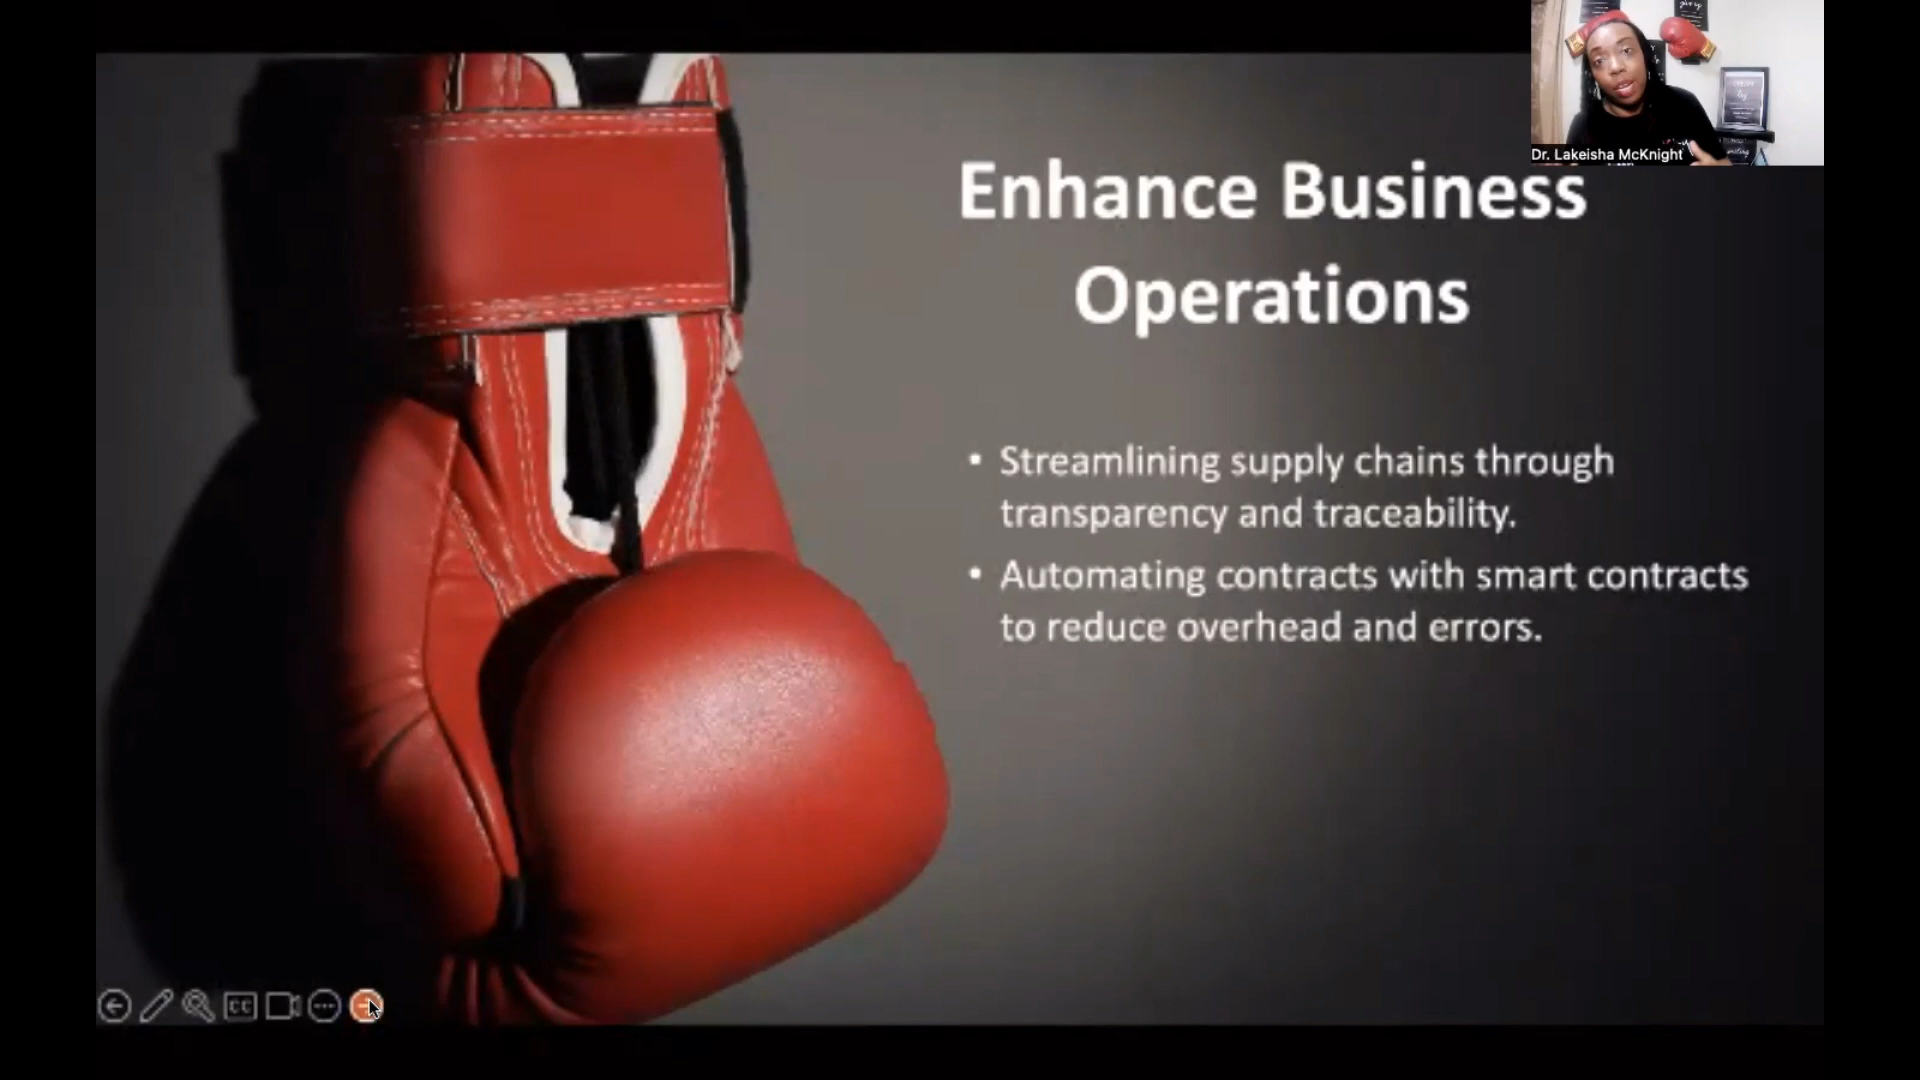 Dr. Lakeisha McKnight
Enhance Business
Operations
• Streamlining supply chains through
transparency and traceability.
• Automating contracts with smart contracts
to reduce overhead and errors.
CC